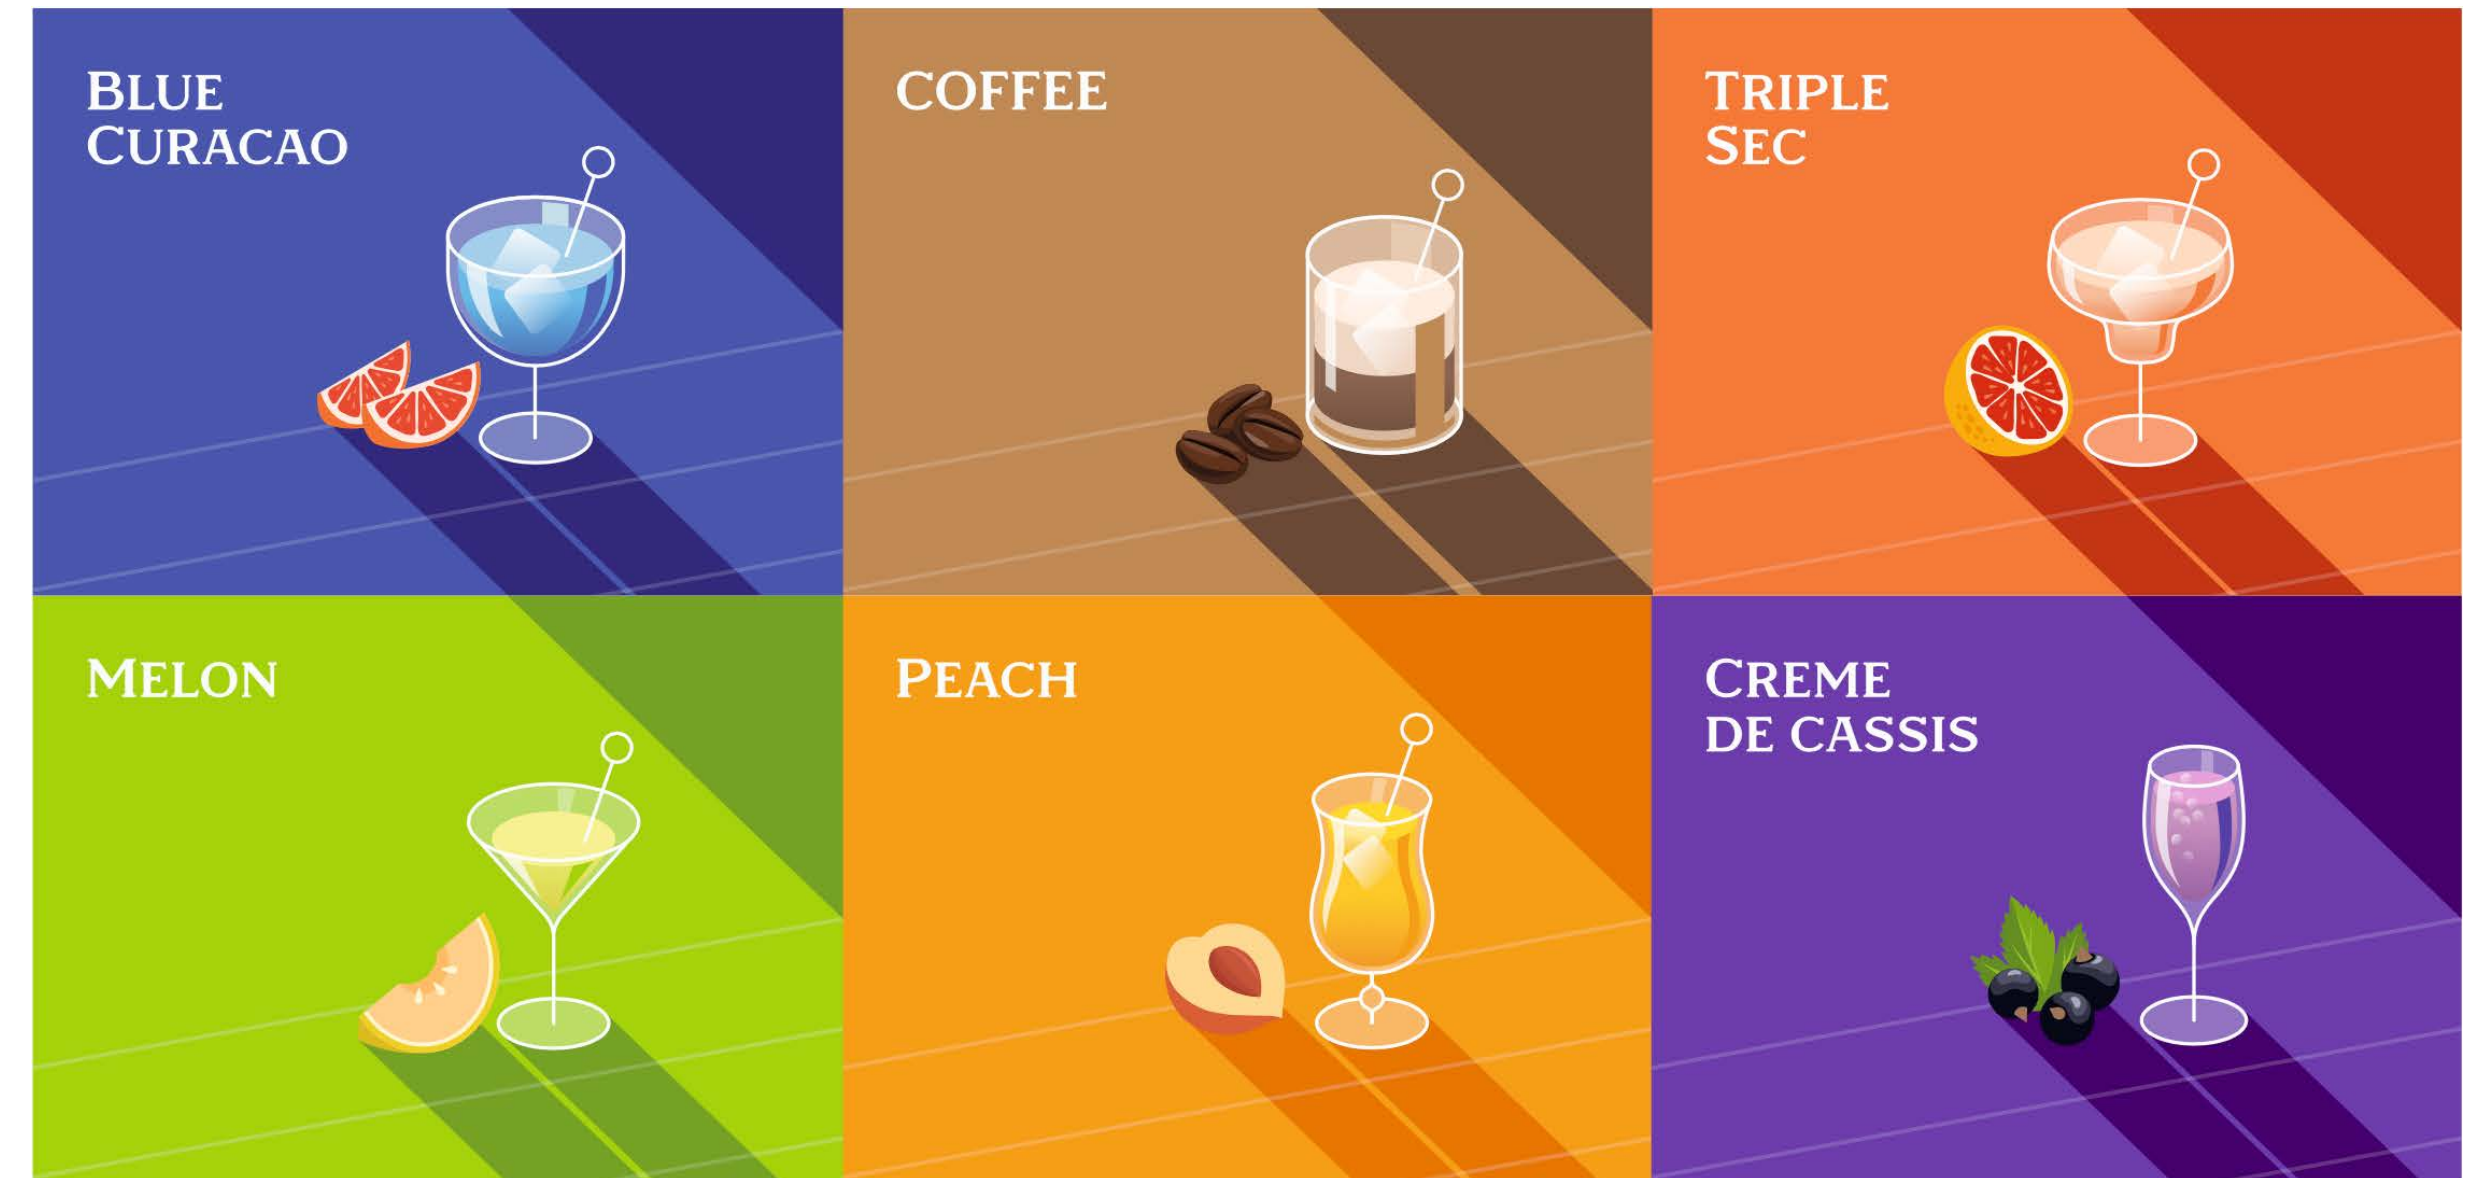 BLUE
CURACAO
COFFEE
TRIPLE
SEC
MELON
PEACH
CREME
DE CASSIS